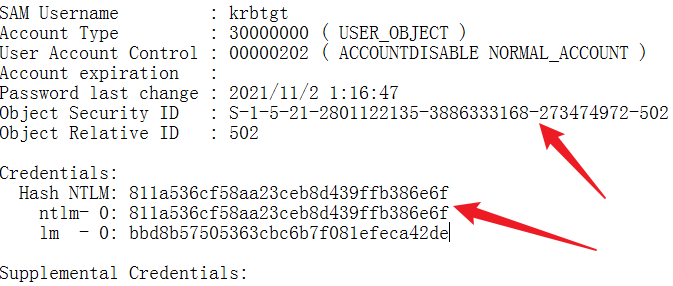 SAM Username         : krbtgt
Account Type         : 30000000 ( USER_OBJECT )
User Account Control : 00000202 ( ACCOUNTDISABLE NORMAL_ACCOUNT )
Account expiration   :
Password last change : 2021/11/2 1:16:47
Object Security ID   : S-1-5-21-2801122135-3886333168-273474972-502
Object Relative ID   : 502
Credentials:
  Hash NTLM: 811a536cf58aa23ceb8d439ffb386e6f
    ntlm- 0: 811a536cf58aa23ceb8d439ffb386e6f
    lm  - 0: bbd8b57505363cbc6b7f081efeca42de
Supplemental Credentials: